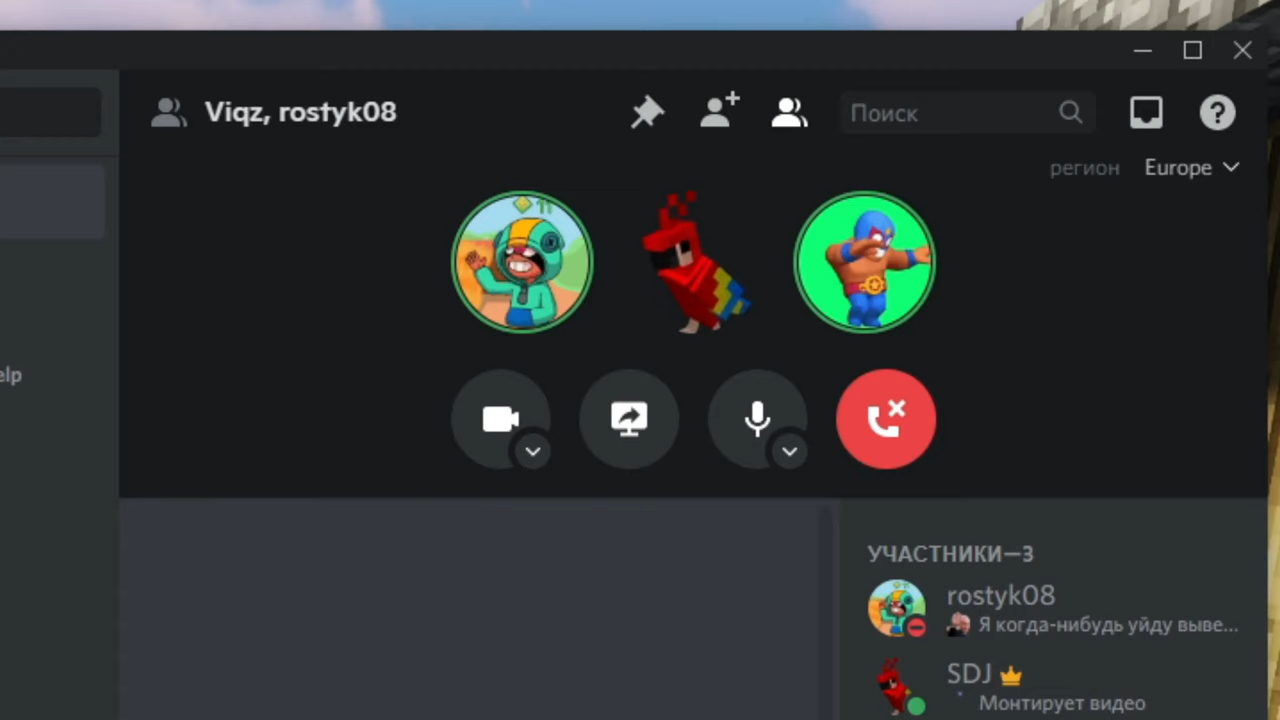 Viqz, rostyk08
Поиск
регион Europe
elp
УЧАСТНИКИ—3
rostyk08
Я когда-нибудь уйду выве...
SDJ
Монтирует видео